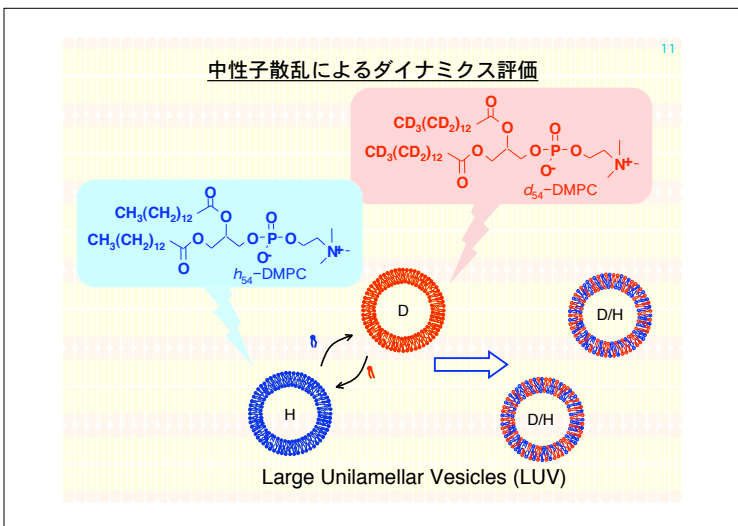 11
中性子散乱によるダイナミクス評価
CD₃(CD₂)₁₂
CD₃(CD₂)₁₂
O
O
O
O
O
P
O
O
O-
N+
d₅₄–DMPC
CH₃(CH₂)₁₂
CH₃(CH₂)₁₂
O
O
O
O
O
P
O
O
O-
N+
h₅₄–DMPC
D
H
D/H
D/H
Large Unilamellar Vesicles (LUV)